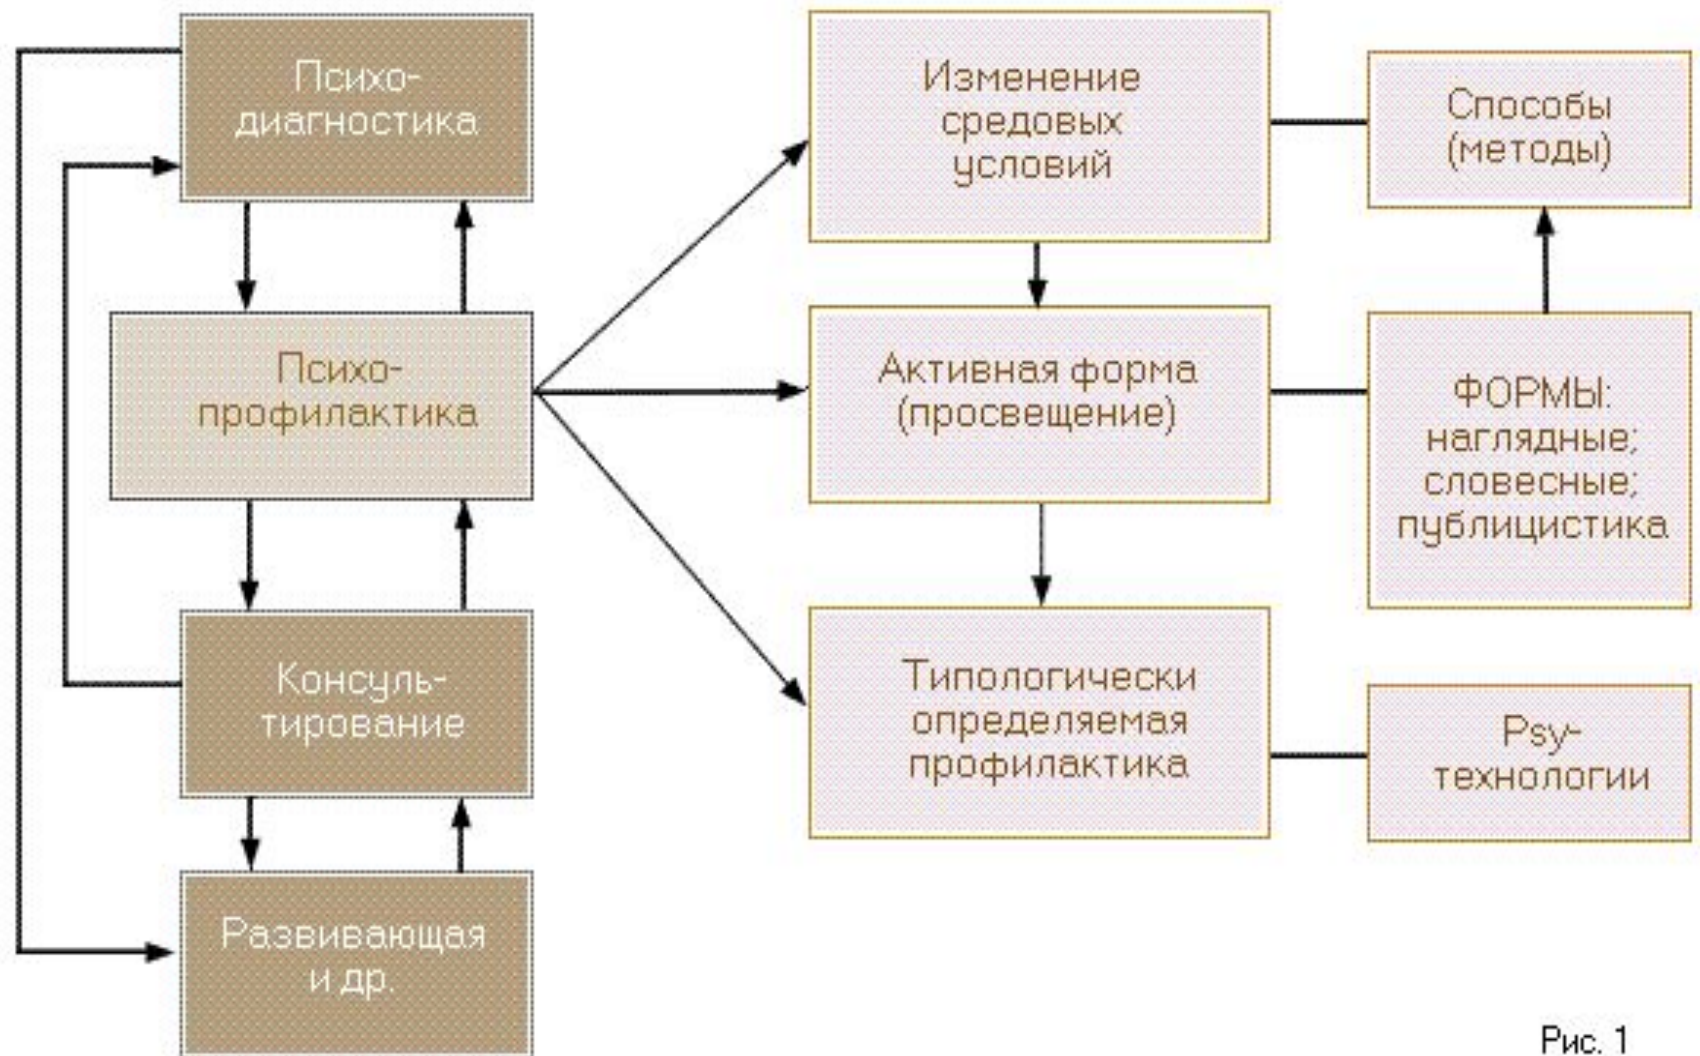 Психо-
диагностика
Психо-
профилактика
Консуль-
тирование
Развивающая
и др.
Изменение
средовых
условий
Активная форма
(просвещение)
Типологически
определяемая
профилактика
Способы
(методы)
ФОРМЫ:
наглядные;
словесные;
публицистика
Psy-
технологии
Рис. 1